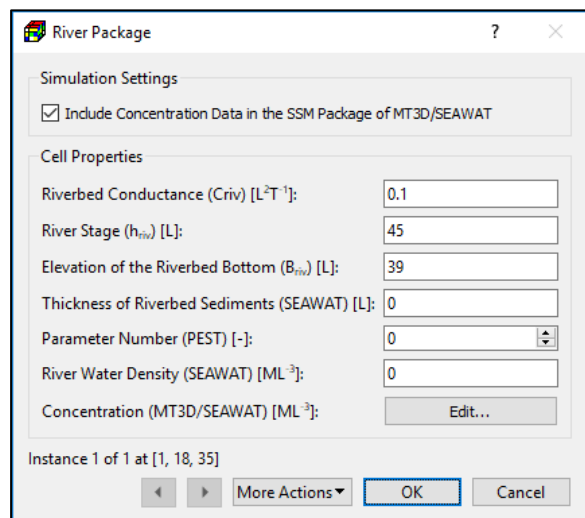 River Package
?
Simulation Settings
Include Concentration Data in the SSM Package of MT3D/SEAWAT
Cell Properties
Riverbed Conductance (Criv) [L²T⁻¹]: 0.1
River Stage (hriv) [L]: 45
Elevation of the Riverbed Bottom (Briv) [L]: 39
Thickness of Riverbed Sediments (SEAWAT) [L]: 0
Parameter Number (PEST) [-]: 0
River Water Density (SEAWAT) [ML⁻³]: 0
Concentration (MT3D/SEAWAT) [ML⁻³]: Edit...
Instance 1 of 1 at [1, 18, 35]
More Actions OK Cancel